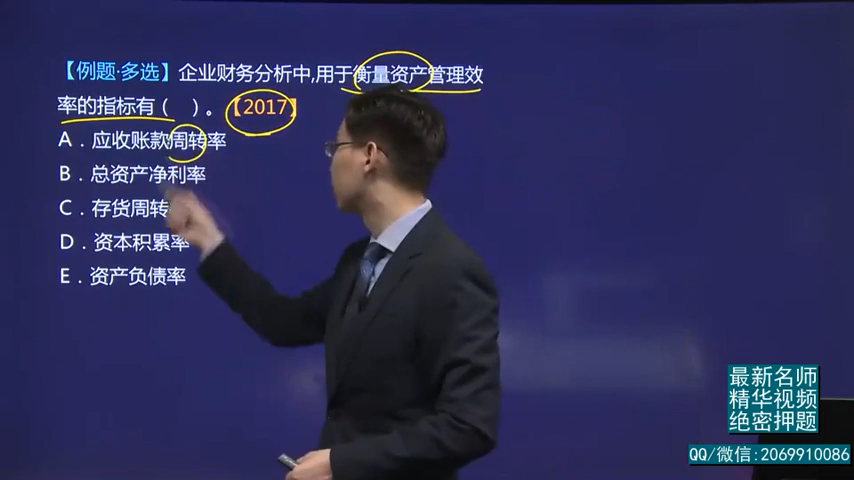 【例题·多选】企业财务分析中,用于衡量资产管理效
率的指标有（ ）。【2017】
A．应收账款周转率
B．总资产净利率
C．存货周转
D．资本积累率
E．资产负债率
最新名师
精华视频
绝密押题
QQ/微信:2069910086